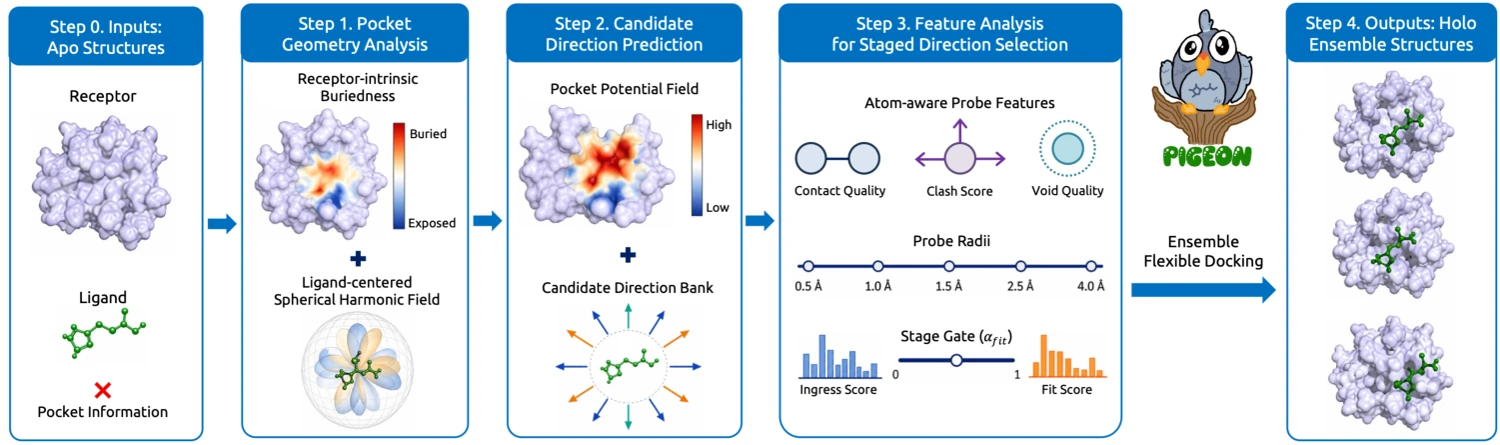 Step 0. Inputs:
Apo Structures
Receptor
Ligand
Pocket Information
Step 1. Pocket
Geometry Analysis
Receptor-intrinsic
Buriedness
Buried
Exposed
Ligand-centered
Spherical Harmonic Field
Step 2. Candidate
Direction Prediction
Pocket Potential Field
High
Low
Candidate Direction Bank
Step 3. Feature Analysis
for Staged Direction Selection
Atom-aware Probe Features
Contact Quality
Clash Score
Void Quality
Probe Radii
0.5 Å
1.0 Å
1.5 Å
2.5 Å
4.0 Å
Stage Gate (α_fit)
0
1
Ingress Score
Fit Score
PIGEON
Ensemble
Flexible Docking
Step 4. Outputs: Holo
Ensemble Structures